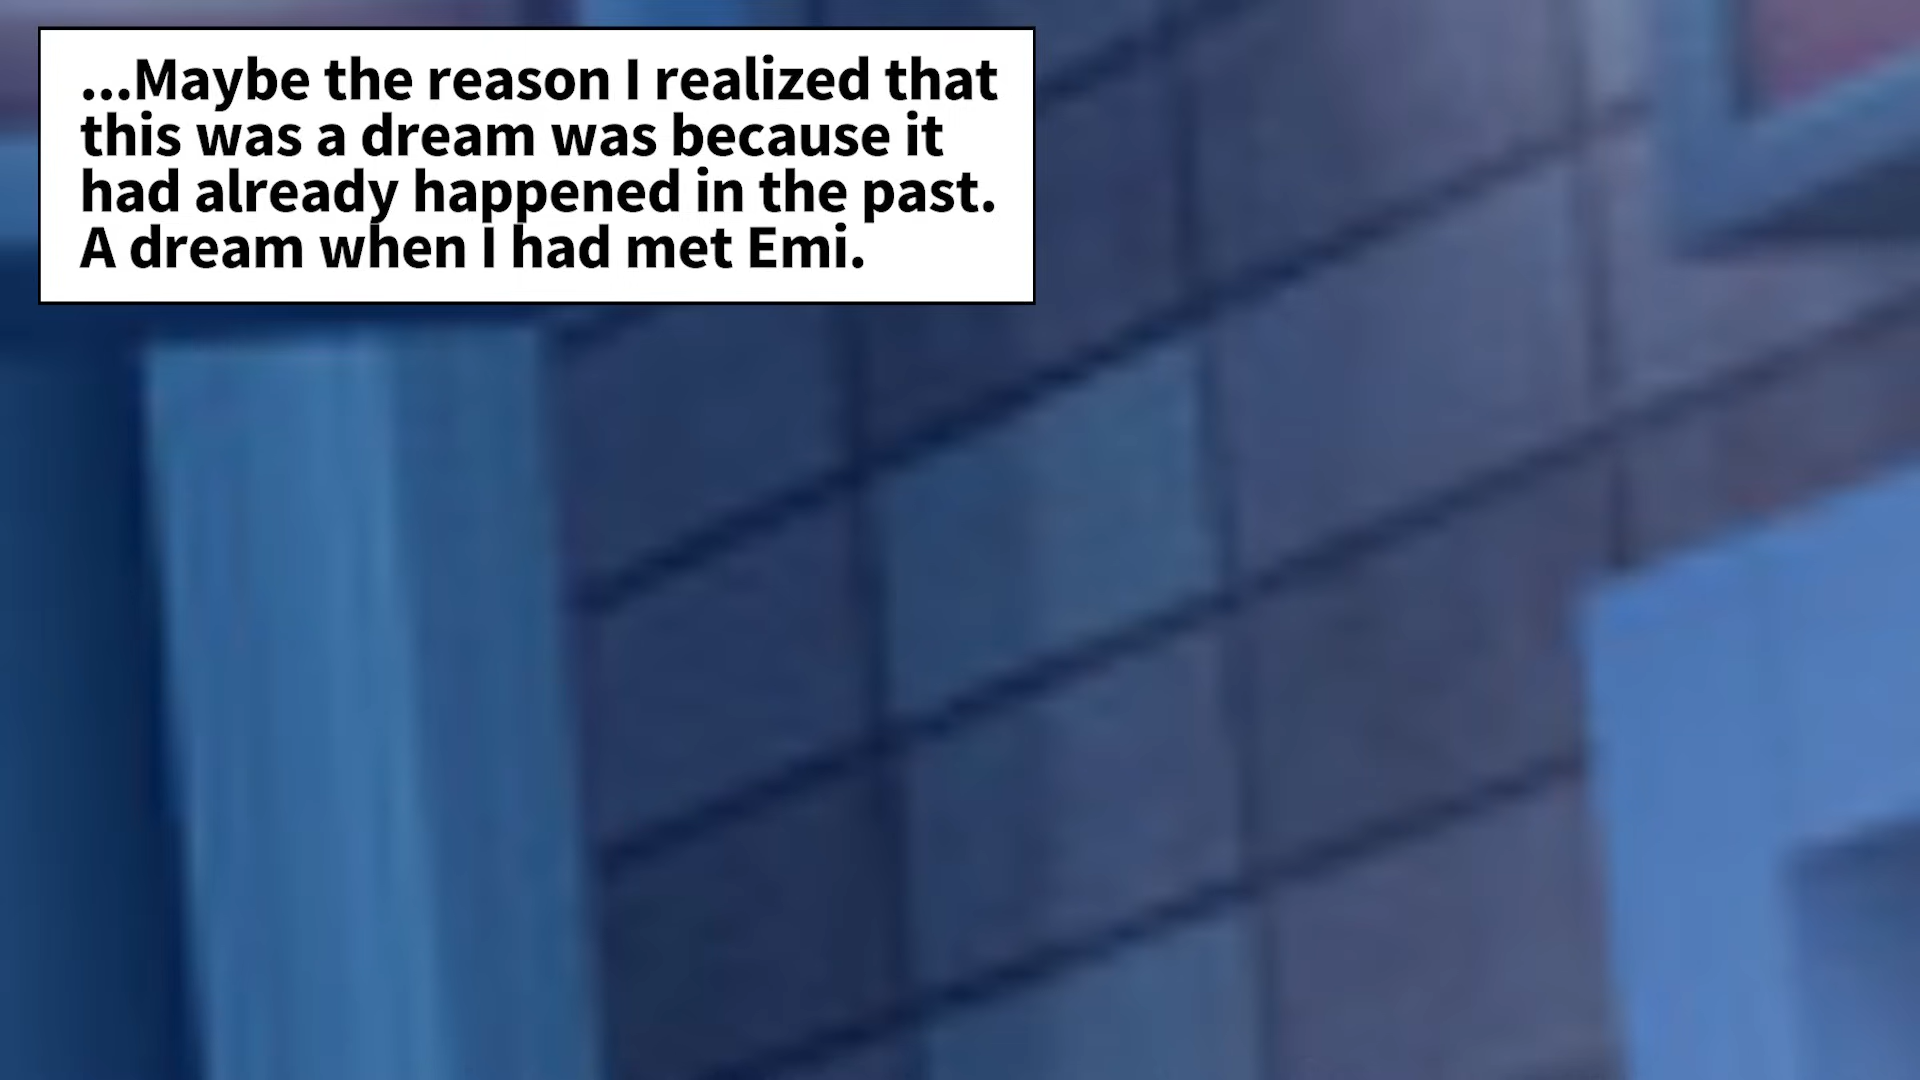 ...Maybe the reason I realized that
this was a dream was because it
had already happened in the past.
A dream when I had met Emi.